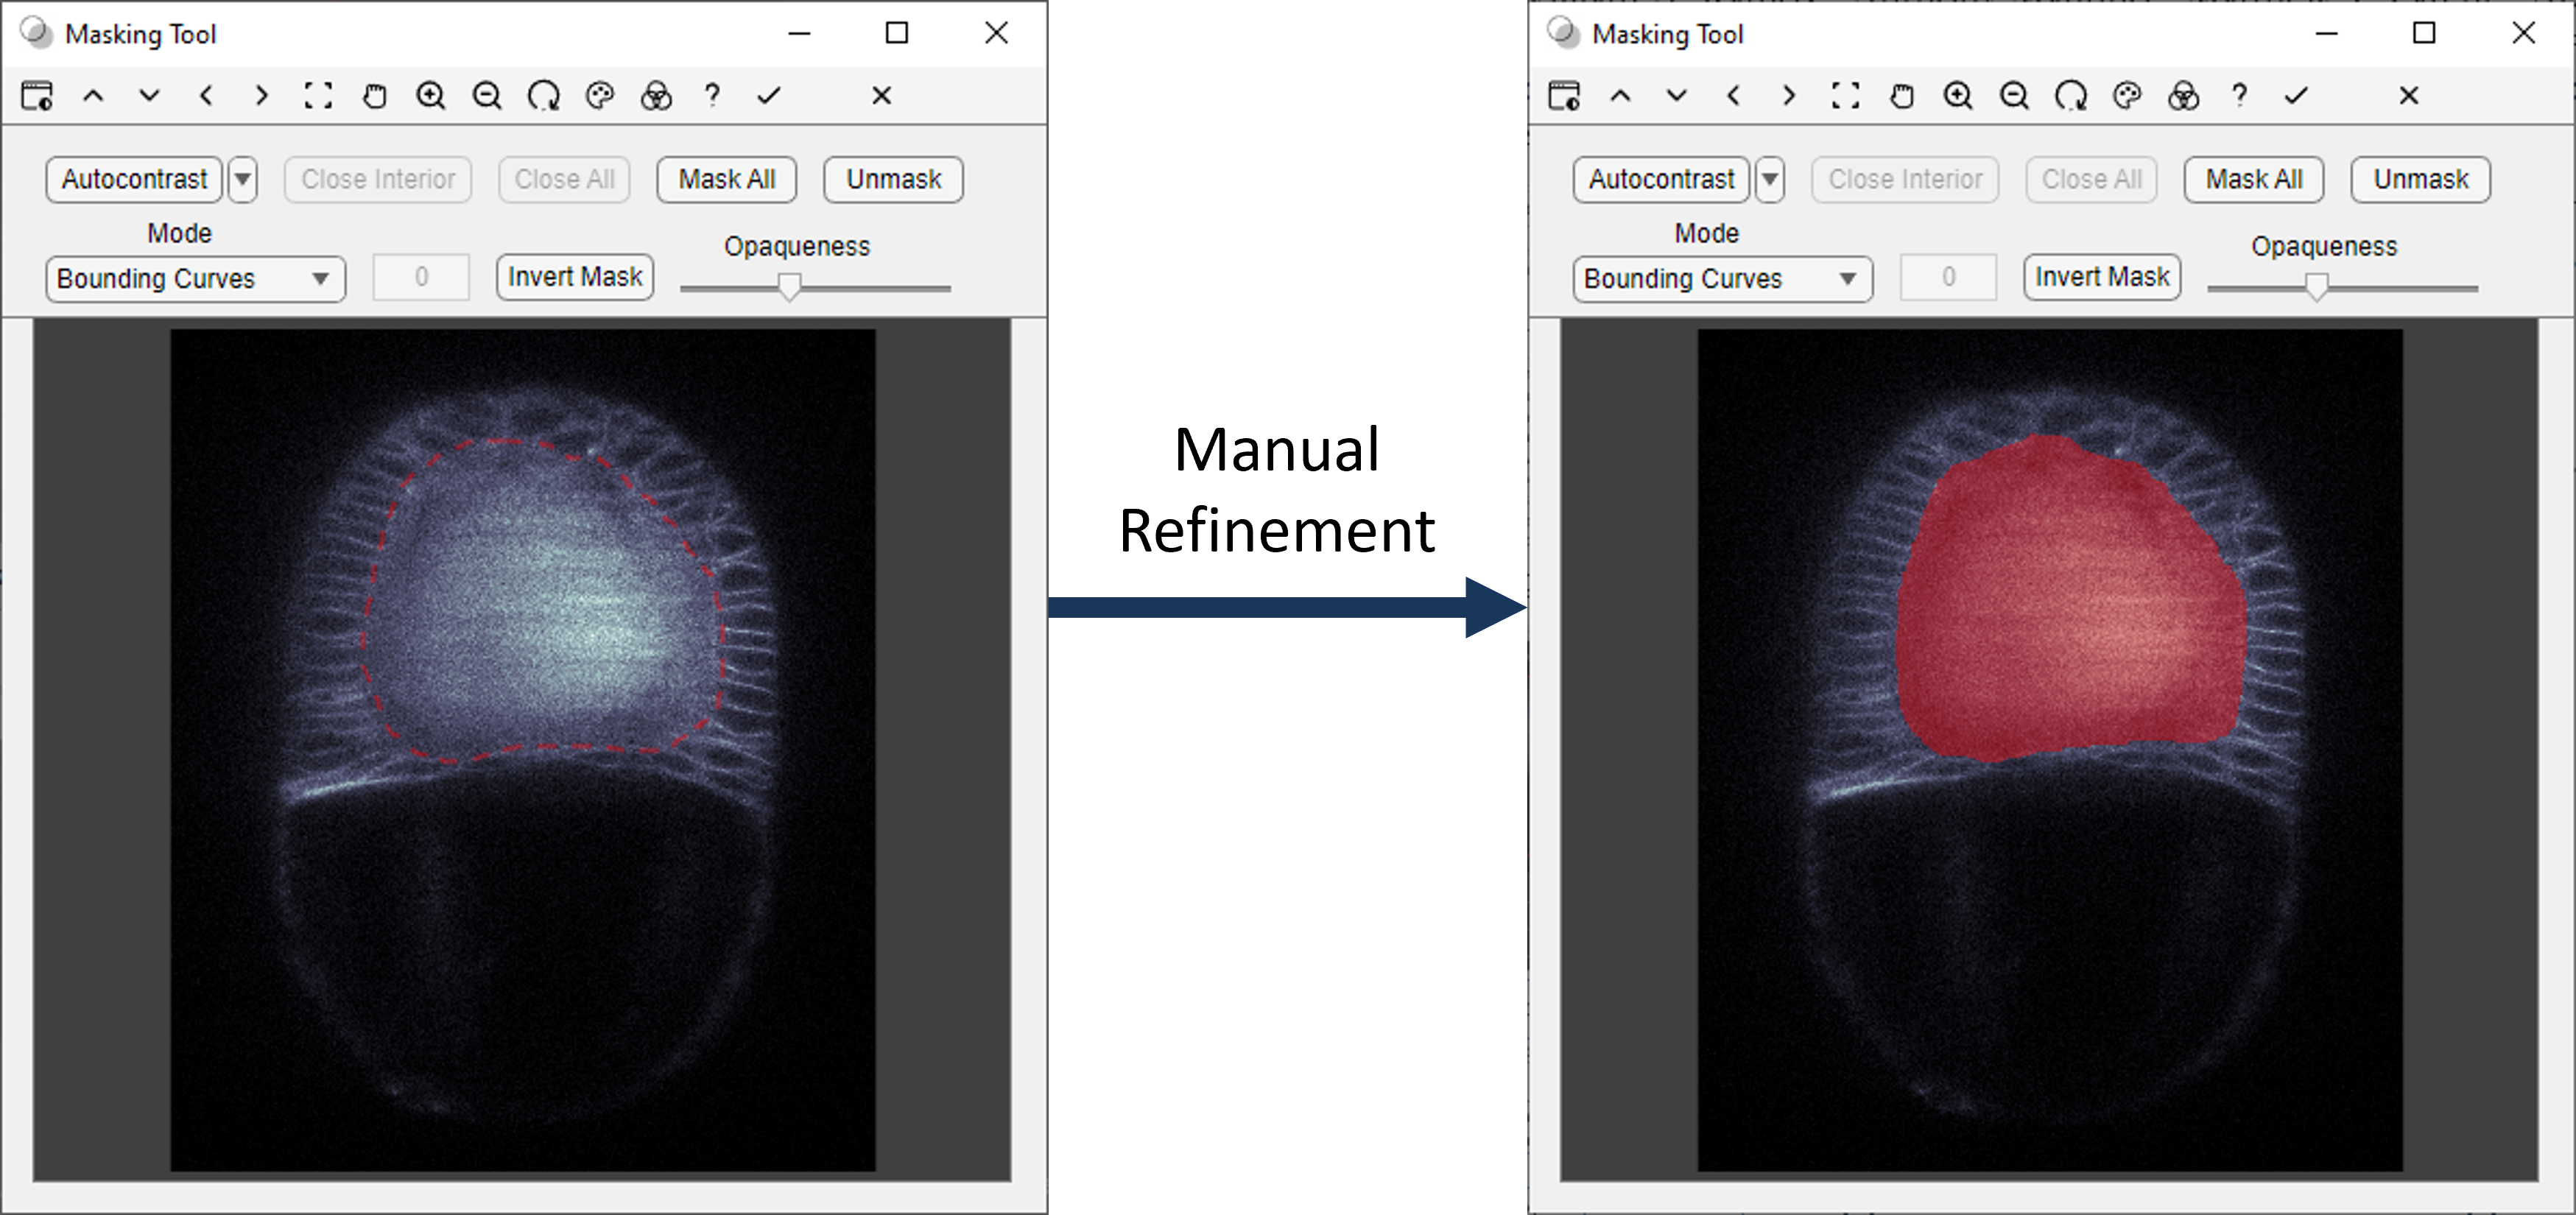 Masking Tool
?
Autocontrast Close Interior Close All Mask All Unmask
Mode
Opaqueness
Bounding Curves 0 Invert Mask
Manual
Refinement
Masking Tool
?
Autocontrast Close Interior Close All Mask All Unmask
Mode
Opaqueness
Bounding Curves 0 Invert Mask